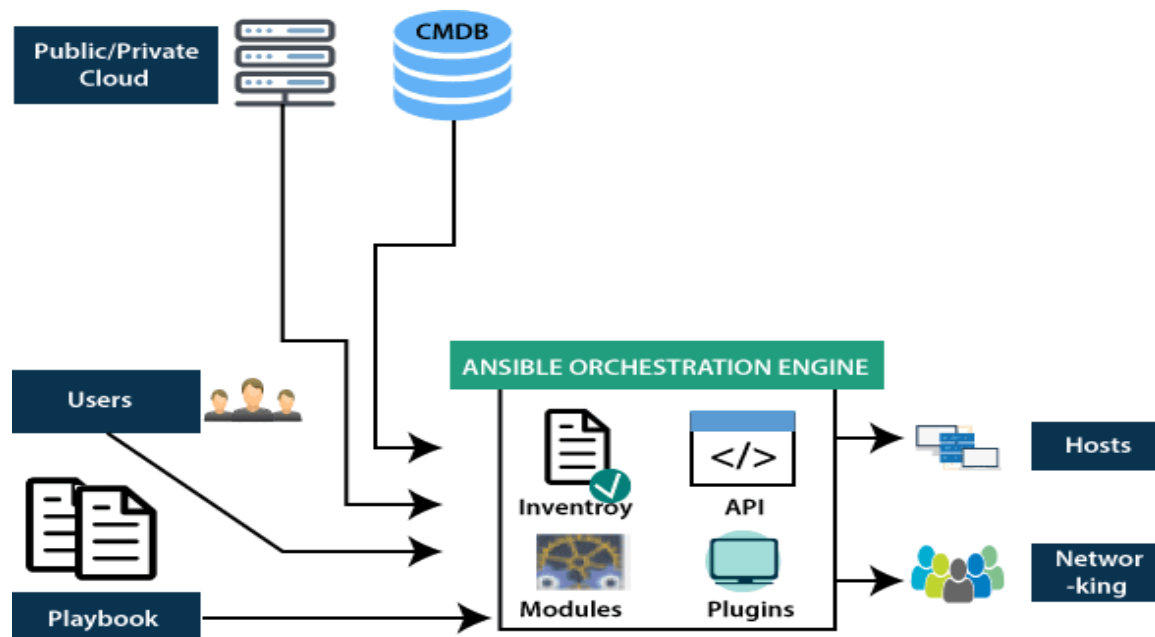 Public/Private
Cloud
CMDB
ANSIBLE ORCHESTRATION ENGINE
Users
</>
Hosts
Inventroy
API
Networ
-king
Modules
Plugins
Playbook